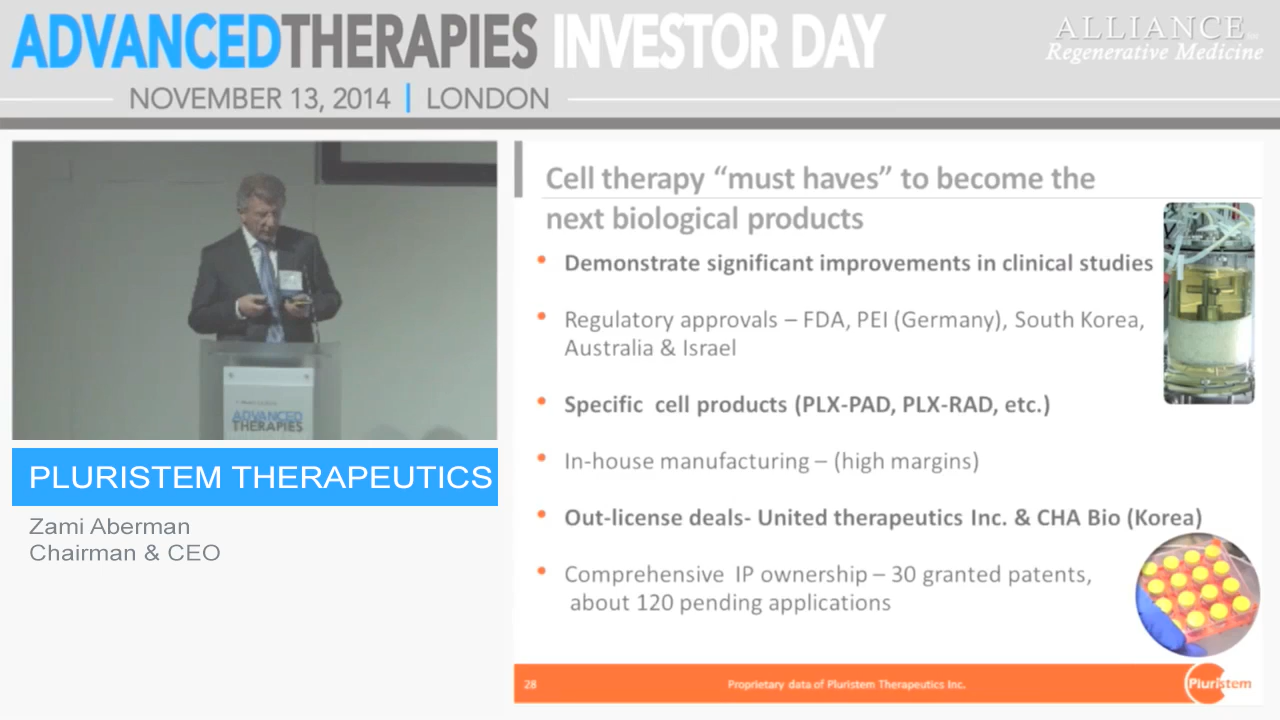 ADVANCEDTHERAPIES INVESTOR DAY
ALLIANCE for
Regenerative Medicine
NOVEMBER 13, 2014 | LONDON
ADVANCED
THERAPIES
PLURISTEM THERAPEUTICS
Zami Aberman
Chairman & CEO
Cell therapy “must haves” to become the
next biological products
• Demonstrate significant improvements in clinical studies
• Regulatory approvals – FDA, PEI (Germany), South Korea,
Australia & Israel
• Specific cell products (PLX-PAD, PLX-RAD, etc.)
• In-house manufacturing – (high margins)
• Out-license deals- United therapeutics Inc. & CHA Bio (Korea)
• Comprehensive IP ownership – 30 granted patents,
about 120 pending applications
28
Proprietary data of Pluristem Therapeutics Inc.
Pluristem